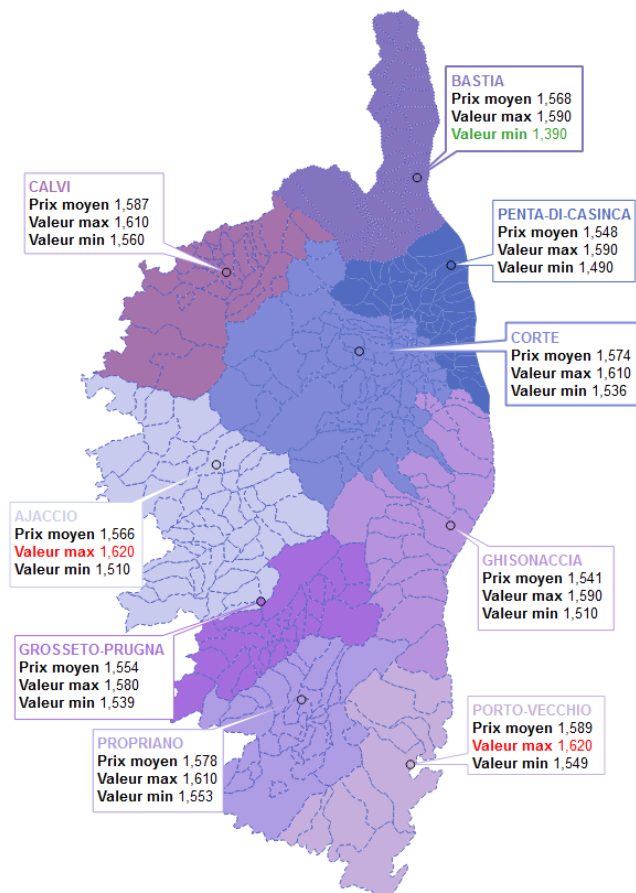 BASTIA
Prix moyen 1,568
Valeur max 1,590
Valeur min 1,390
CALVI
Prix moyen 1,587
Valeur max 1,610
Valeur min 1,560
PENTA-DI-CASINCA
Prix moyen 1,548
Valeur max 1,590
Valeur min 1,490
CORTE
Prix moyen 1,574
Valeur max 1,610
Valeur min 1,536
AJACCIO
Prix moyen 1,566
Valeur max 1,620
Valeur min 1,510
GHISONACCIA
Prix moyen 1,541
Valeur max 1,590
Valeur min 1,510
GROSSETO-PRUGNA
Prix moyen 1,554
Valeur max 1,580
Valeur min 1,539
PORTO-VECCHIO
Prix moyen 1,589
Valeur max 1,620
Valeur min 1,549
PROPRIANO
Prix moyen 1,578
Valeur max 1,610
Valeur min 1,553